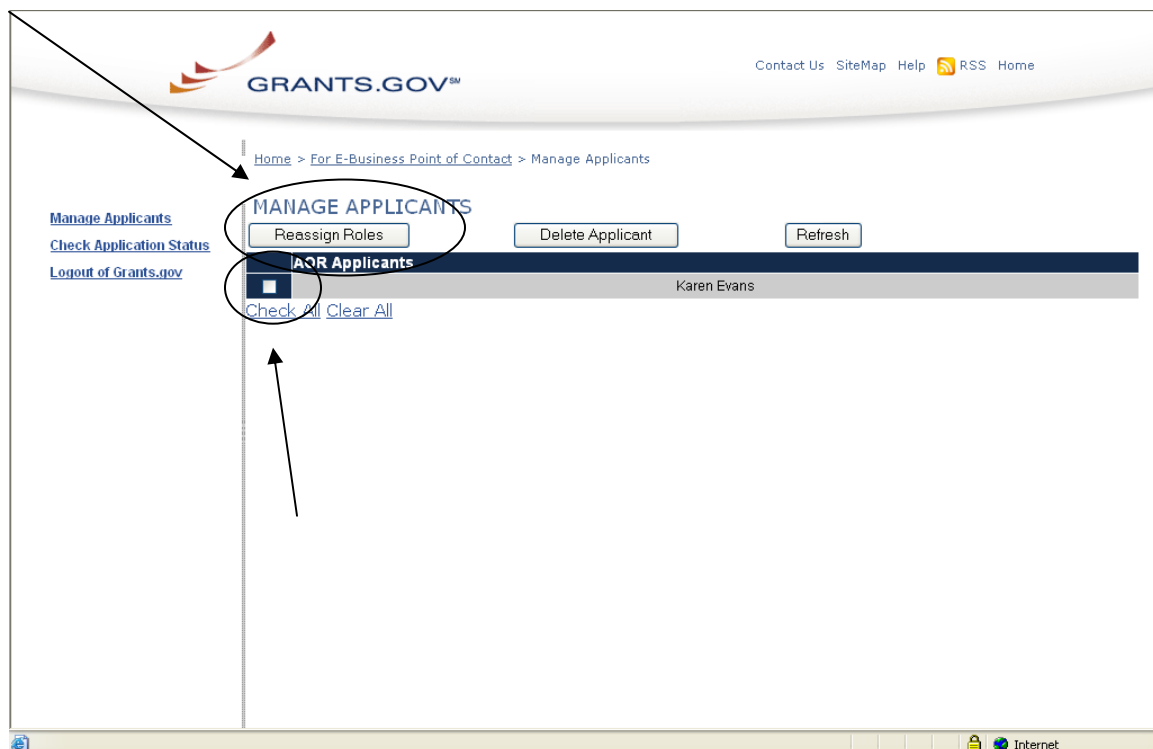 GRANTS.GOV℠
Contact Us SiteMap Help RSS Home
Home > For E-Business Point of Contact > Manage Applicants
Manage Applicants
Check Application Status
Logout of Grants.gov
MANAGE APPLICANTS
Reassign Roles Delete Applicant Refresh
AOR Applicants
Karen Evans
Check All Clear All
Internet